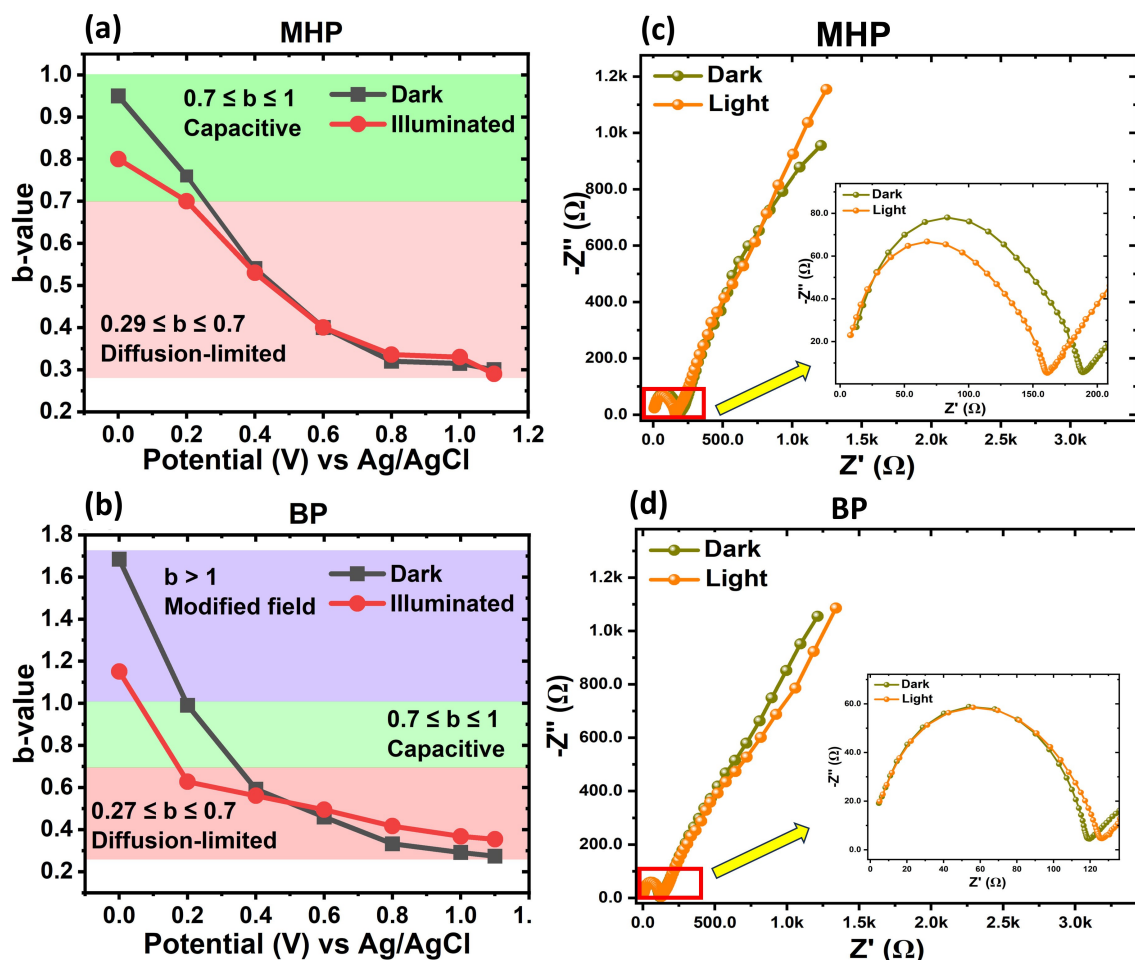 (a)
MHP
0.7 ≤ b ≤ 1
Capacitive
Dark
Illuminated
0.29 ≤ b ≤ 0.7
Diffusion-limited
b-value
1.0
0.9
0.8
0.7
0.6
0.5
0.4
0.3
0.2
0.0 0.2 0.4 0.6 0.8 1.0 1.2
Potential (V) vs Ag/AgCl
(c)
MHP
Dark
Light
-Z'' (Ω)
1.2k
1.0k
800.0
600.0
400.0
200.0
0.0
0.0 500.0 1.0k 1.5k 2.0k 2.5k 3.0k
Z' (Ω)
Dark
Light
-Z'' (Ω)
80.0
60.0
40.0
20.0
0.0
0 50 100 150 200
Z' (Ω)
(b)
BP
b > 1
Modified field
Dark
Illuminated
0.7 ≤ b ≤ 1
Capacitive
0.27 ≤ b ≤ 0.7
Diffusion-limited
b-value
1.8
1.6
1.4
1.2
1.0
0.8
0.6
0.4
0.2
0.0 0.2 0.4 0.6 0.8 1.0 1.
Potential (V) vs Ag/AgCl
(d)
BP
Dark
Light
-Z'' (Ω)
1.2k
1.0k
800.0
600.0
400.0
200.0
0.0
0.0 500.0 1.0k 1.5k 2.0k 2.5k 3.0k
Z' (Ω)
Dark
Light
-Z'' (Ω)
60.0
40.0
20.0
0.0
0 20 40 60 80 100 120
Z' (Ω)